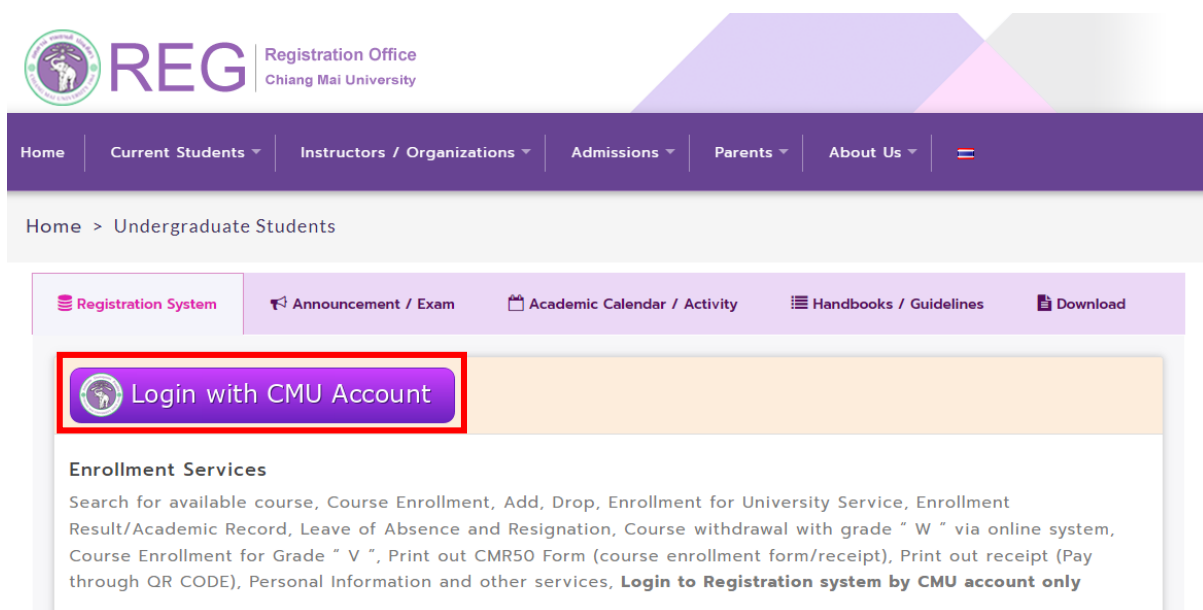 REG
Registration Office
Chiang Mai University
Home Current Students Instructors / Organizations Admissions Parents About Us
Home > Undergraduate Students
Registration System Announcement / Exam Academic Calendar / Activity Handbooks / Guidelines Download
Login with CMU Account
Enrollment Services
Search for available course, Course Enrollment, Add, Drop, Enrollment for University Service, Enrollment
Result/Academic Record, Leave of Absence and Resignation, Course withdrawal with grade " W " via online system,
Course Enrollment for Grade " V ", Print out CMR50 Form (course enrollment form/receipt), Print out receipt (Pay
through QR CODE), Personal Information and other services, Login to Registration system by CMU account only